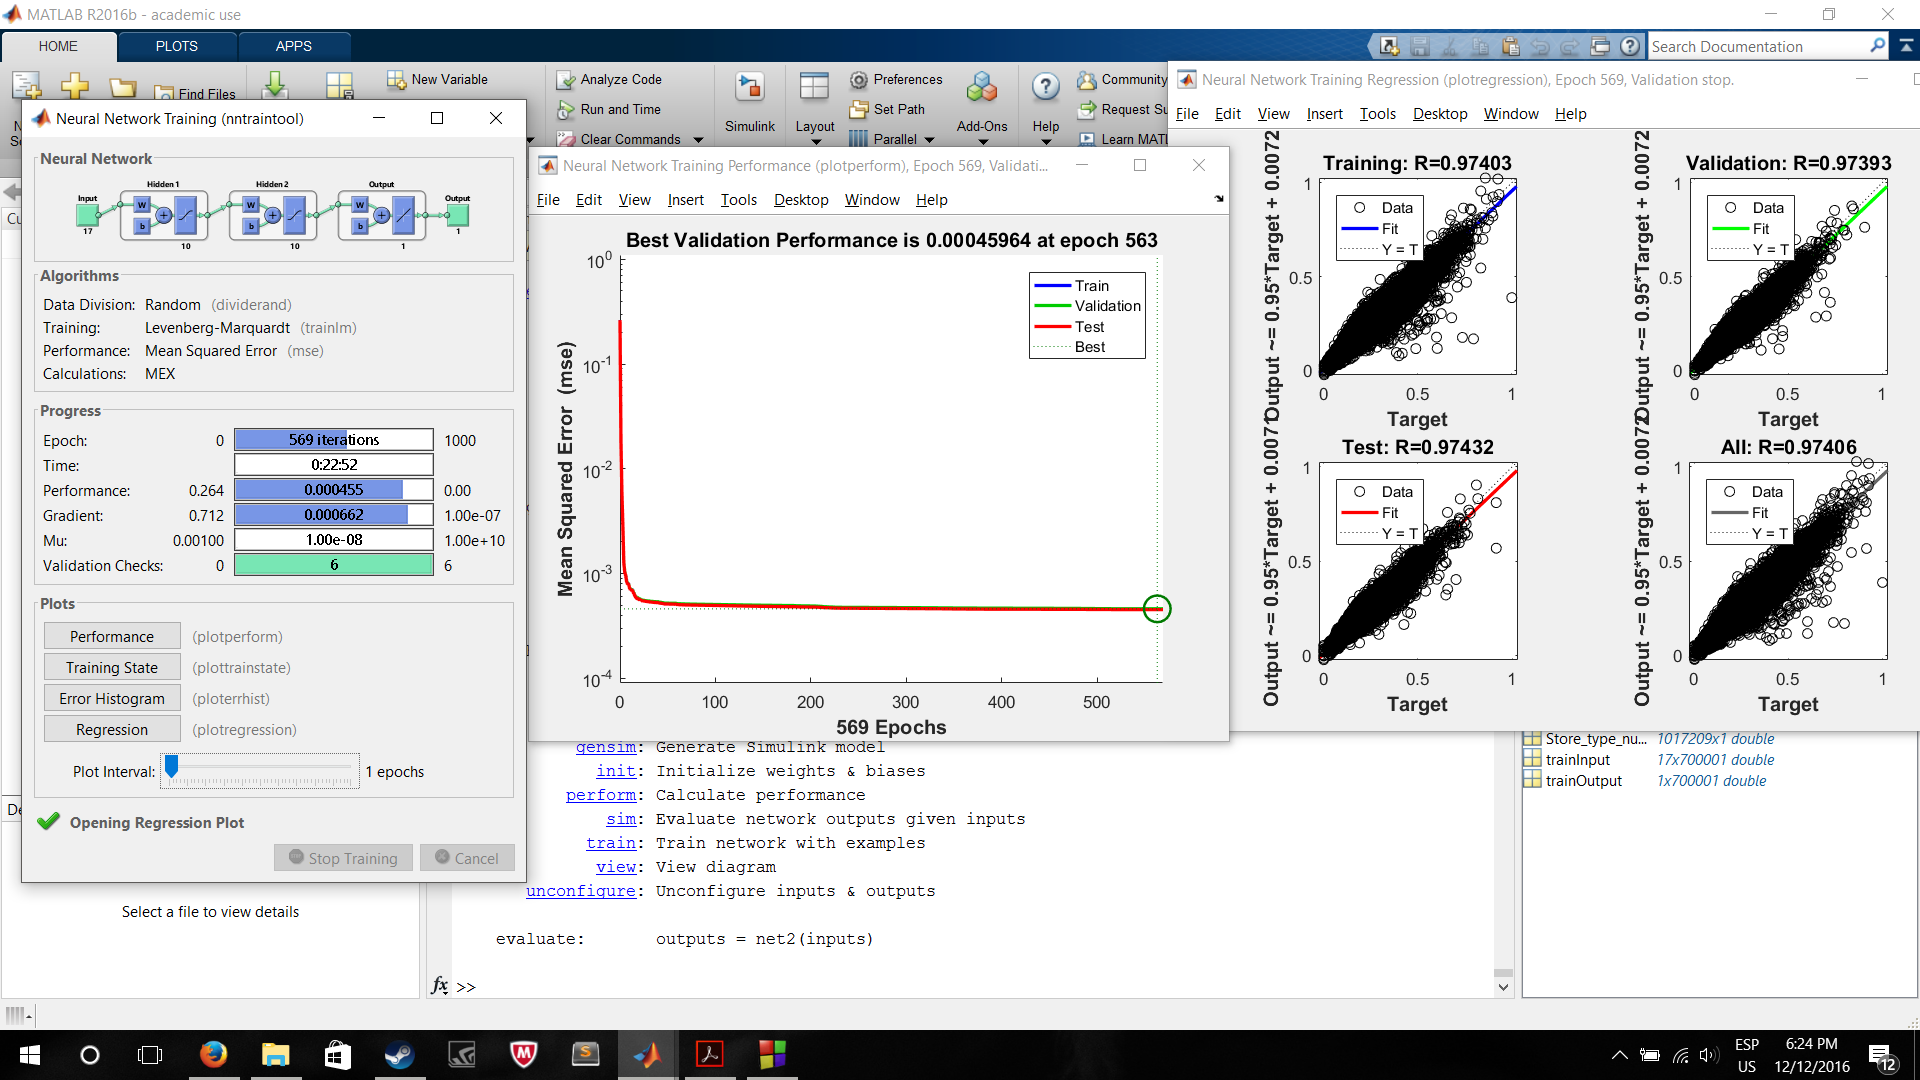 MATLAB R2016b - academic use
HOME
PLOTS
APPS
Search Documentation
Find Files
New Variable
Analyze Code
Run and Time
Clear Commands
Simulink
Layout
Preferences
Set Path
Parallel
Add-Ons
Help
Community
Request Su
Learn MATL
Neural Network Training (nntraintool)
Neural Network
Hidden 1
Hidden 2
Output
Input
Output
W
b
W
b
W
b
17
10
10
1
1
Algorithms
Data Division: Random (dividerand)
Training: Levenberg-Marquardt (trainlm)
Performance: Mean Squared Error (mse)
Calculations: MEX
Progress
Epoch: 0 569 iterations 1000
Time: 0:22:52
Performance: 0.264 0.000455 0.00
Gradient: 0.712 0.000662 1.00e-07
Mu: 0.00100 1.00e-08 1.00e+10
Validation Checks: 0 6 6
Plots
Performance (plotperform)
Training State (plottrainstate)
Error Histogram (ploterrhist)
Regression (plotregression)
Plot Interval: 1 epochs
Opening Regression Plot
Stop Training
Cancel
Select a file to view details
Neural Network Training Performance (plotperform), Epoch 569, Validati...
File Edit View Insert Tools Desktop Window Help
Best Validation Performance is 0.00045964 at epoch 563
Mean Squared Error (mse)
10^0
10^-1
10^-2
10^-3
10^-4
Train
Validation
Test
Best
0 100 200 300 400 500
569 Epochs
Neural Network Training Regression (plotregression), Epoch 569, Validation stop.
File Edit View Insert Tools Desktop Window Help
Training: R=0.97403
Output ~= 0.95*Target + 0.0072
Data
Fit
Y = T
1
0.5
0
0 0.5 1
Target
Validation: R=0.97393
Output ~= 0.95*Target + 0.0072
Data
Fit
Y = T
1
0.5
0
0 0.5 1
Target
Test: R=0.97432
Output ~= 0.95*Target + 0.0071
Data
Fit
Y = T
1
0.5
0
0 0.5 1
Target
All: R=0.97406
Output ~= 0.95*Target + 0.0072
Data
Fit
Y = T
1
0.5
0
0 0.5 1
Target
gensim: Generate Simulink model
init: Initialize weights & biases
perform: Calculate performance
sim: Evaluate network outputs given inputs
train: Train network with examples
view: View diagram
unconfigure: Unconfigure inputs & outputs
evaluate: outputs = net2(inputs)
fx >>
Store_type_nu... 1017209x1 double
trainInput 17x700001 double
trainOutput 1x700001 double
ESP
US
6:24 PM
12/12/2016
12